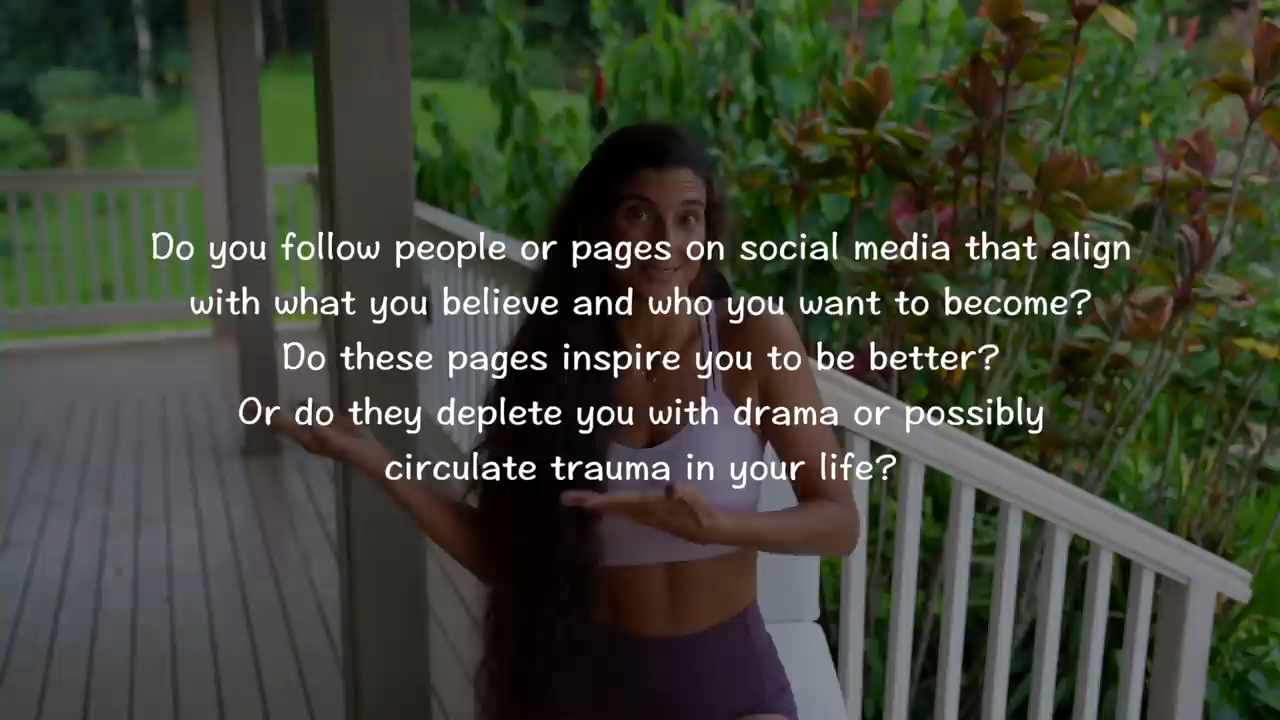 Do you follow people or pages on social media that align
with what you believe and who you want to become?
Do these pages inspire you to be better?
Or do they deplete you with drama or possibly
circulate trauma in your life?